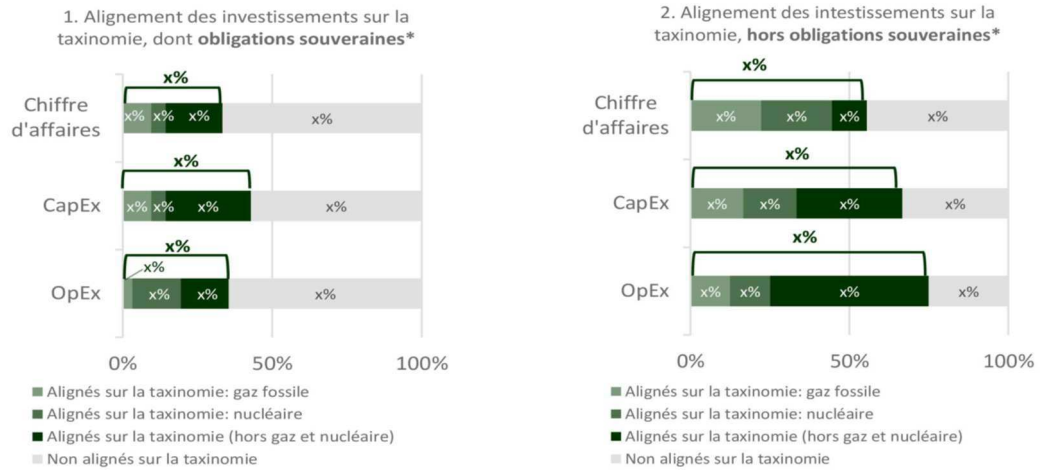 1. Alignement des investissements sur la
taxinomie, dont obligations souveraines*
x%
Chiffre
d'affaires
x% x% x% x%
x%
CapEx
x% x% x% x%
x%
x%
OpEx
x% x% x%
0% 50% 100%
Alignés sur la taxinomie: gaz fossile
Alignés sur la taxinomie: nucléaire
Alignés sur la taxinomie (hors gaz et nucléaire)
Non alignés sur la taxinomie
2. Alignement des intestissements sur la
taxinomie, hors obligations souveraines*
x%
Chiffre
d'affaires
x% x% x% x%
x%
CapEx
x% x% x% x%
x%
OpEx
x% x% x% x%
0% 50% 100%
Alignés sur la taxinomie: gaz fossile
Alignés sur la taxinomie: nucléaire
Alignés sur la taxinomie (hors gaz et nucléaire)
Non alignés sur la taxinomie